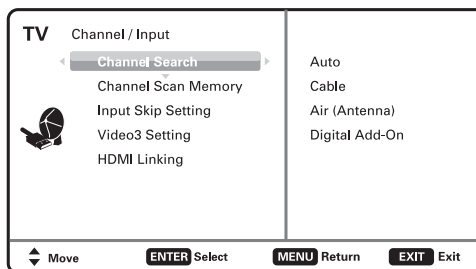 TV Channel / Input
Channel Search
Channel Scan Memory
Input Skip Setting
Video3 Setting
HDMI Linking
Auto
Cable
Air (Antenna)
Digital Add-On
Move ENTER Select MENU Return EXIT Exit